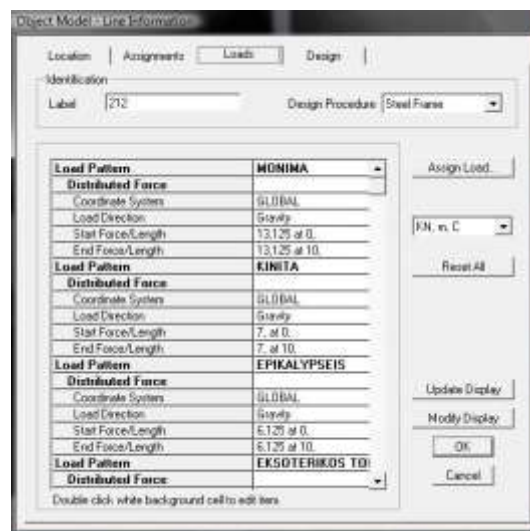 Object Model - Line Information
Location Assignments Loads Design
Identification
Label 212 Design Procedure Steel Frame
Load Pattern MONIMA
Distributed Force
Coordinate System GLOBAL
Load Direction Gravity
Start Force/Length 13,125 at 0,
End Force/Length 13,125 at 10,
Load Pattern KINITA
Distributed Force
Coordinate System GLOBAL
Load Direction Gravity
Start Force/Length 7, at 0,
End Force/Length 7, at 10,
Load Pattern EPIKALYPSEIS
Distributed Force
Coordinate System GLOBAL
Load Direction Gravity
Start Force/Length 6,125 at 0,
End Force/Length 6,125 at 10,
Load Pattern EKSOTERIKOS TOI
Distributed Force
Double click white background cell to edit item.
Assign Load...
KN, m, C
Reset All
Update Display
Modify Display
OK
Cancel